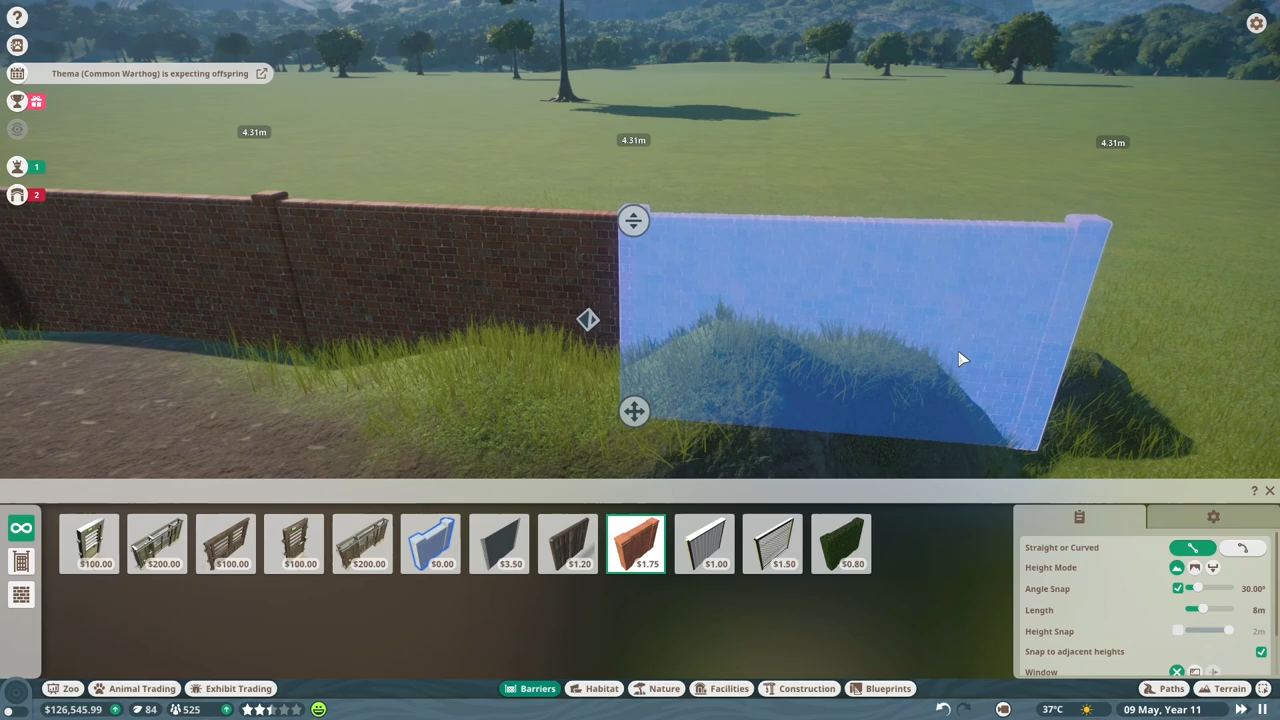 ?
Thema (Common Warthog) is expecting offspring
1
2
4.31m
4.31m
4.31m
?
$100.00
$200.00
$100.00
$100.00
$200.00
$0.00
$3.50
$1.20
$1.75
$1.00
$1.50
$0.80
Straight or Curved
Height Mode
Angle Snap
30.00°
Length
8m
Height Snap
2m
Snap to adjacent heights
Window
Zoo
Animal Trading
Exhibit Trading
Barriers
Habitat
Nature
Facilities
Construction
Blueprints
Paths
Terrain
$126,545.99
84
525
37°C
09 May, Year 11